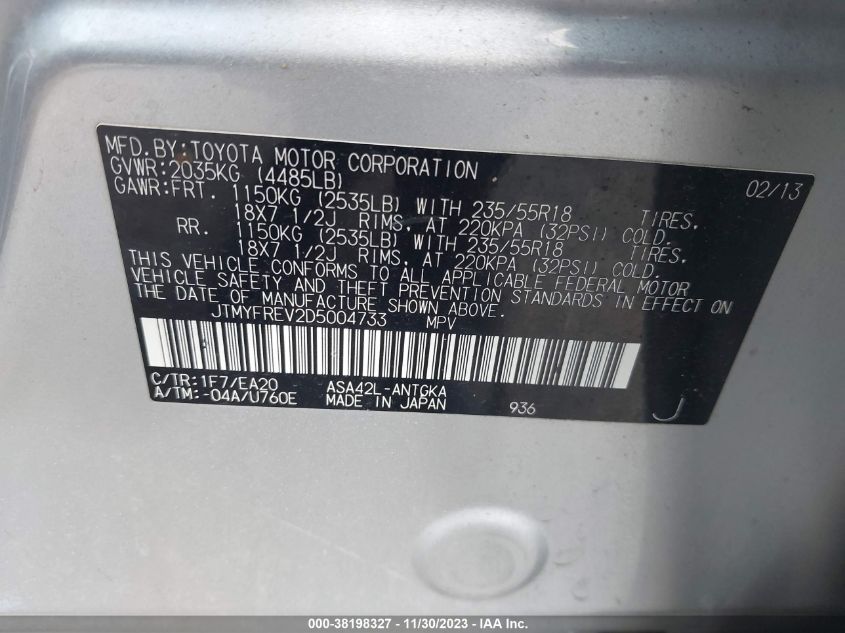 MFD. BY: TOYOTA MOTOR CORPORATION 02/13
GVWR: 2035KG (4485LB)
GAWR: FRT. 1150KG (2535LB) WITH 235/55R18 TIRES,
18X7 1/2J RIMS, AT 220KPA (32PSI) COLD.
RR. 1150KG (2535LB) WITH 235/55R18 TIRES,
18X7 1/2J RIMS, AT 220KPA (32PSI) COLD.
THIS VEHICLE CONFORMS TO ALL APPLICABLE FEDERAL MOTOR
VEHICLE SAFETY AND THEFT PREVENTION STANDARDS IN EFFECT ON
THE DATE OF MANUFACTURE SHOWN ABOVE.
JTMYFREV2D5004733 MPV
C/TR: 1F7/EA20 ASA42L-ANTGKA
A/TM: -04A/U760E MADE IN JAPAN 936 J
000-38198327 - 11/30/2023 - IAA Inc.